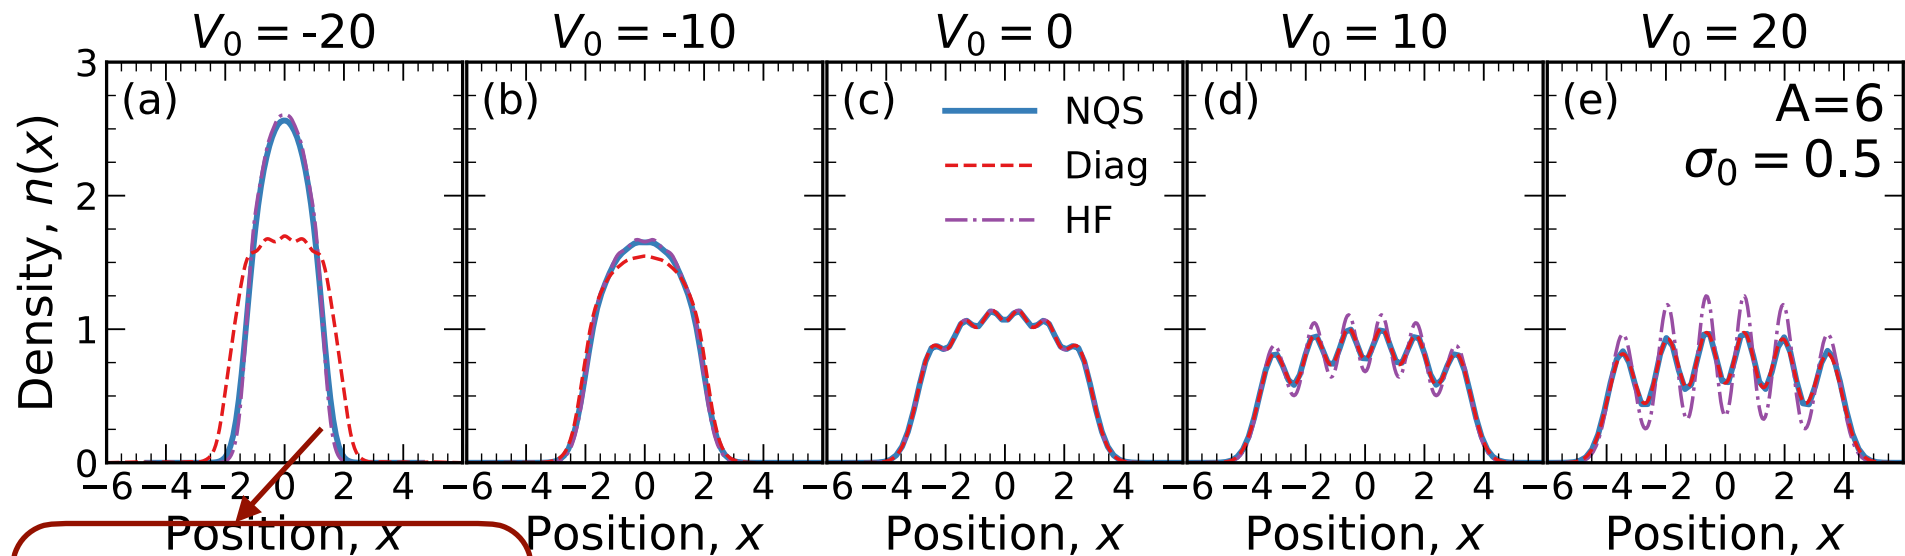 V₀ = -20
V₀ = -10
V₀ = 0
V₀ = 10
V₀ = 20
Density, n(x)
3
2
1
0
(a)
(b)
(c)
NQS
Diag
HF
(d)
(e)
A=6
σ₀ = 0.5
−6 −4 −2 0 2 4
−6 −4 −2 0 2 4
−6 −4 −2 0 2 4
−6 −4 −2 0 2 4
−6 −4 −2 0 2 4
Position, x
Position, x
Position, x
Position, x
Position, x